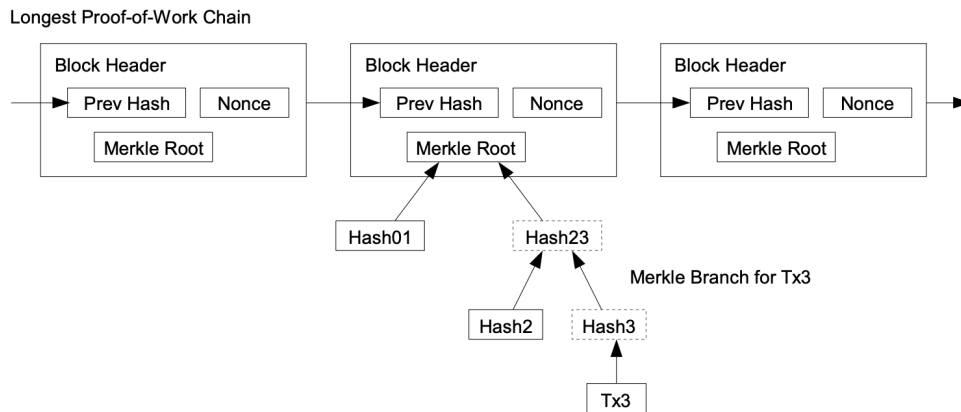 Longest Proof-of-Work Chain
Block Header
Prev Hash
Nonce
Merkle Root
Block Header
Prev Hash
Nonce
Merkle Root
Block Header
Prev Hash
Nonce
Merkle Root
Hash01
Hash23
Merkle Branch for Tx3
Hash2
Hash3
Tx3